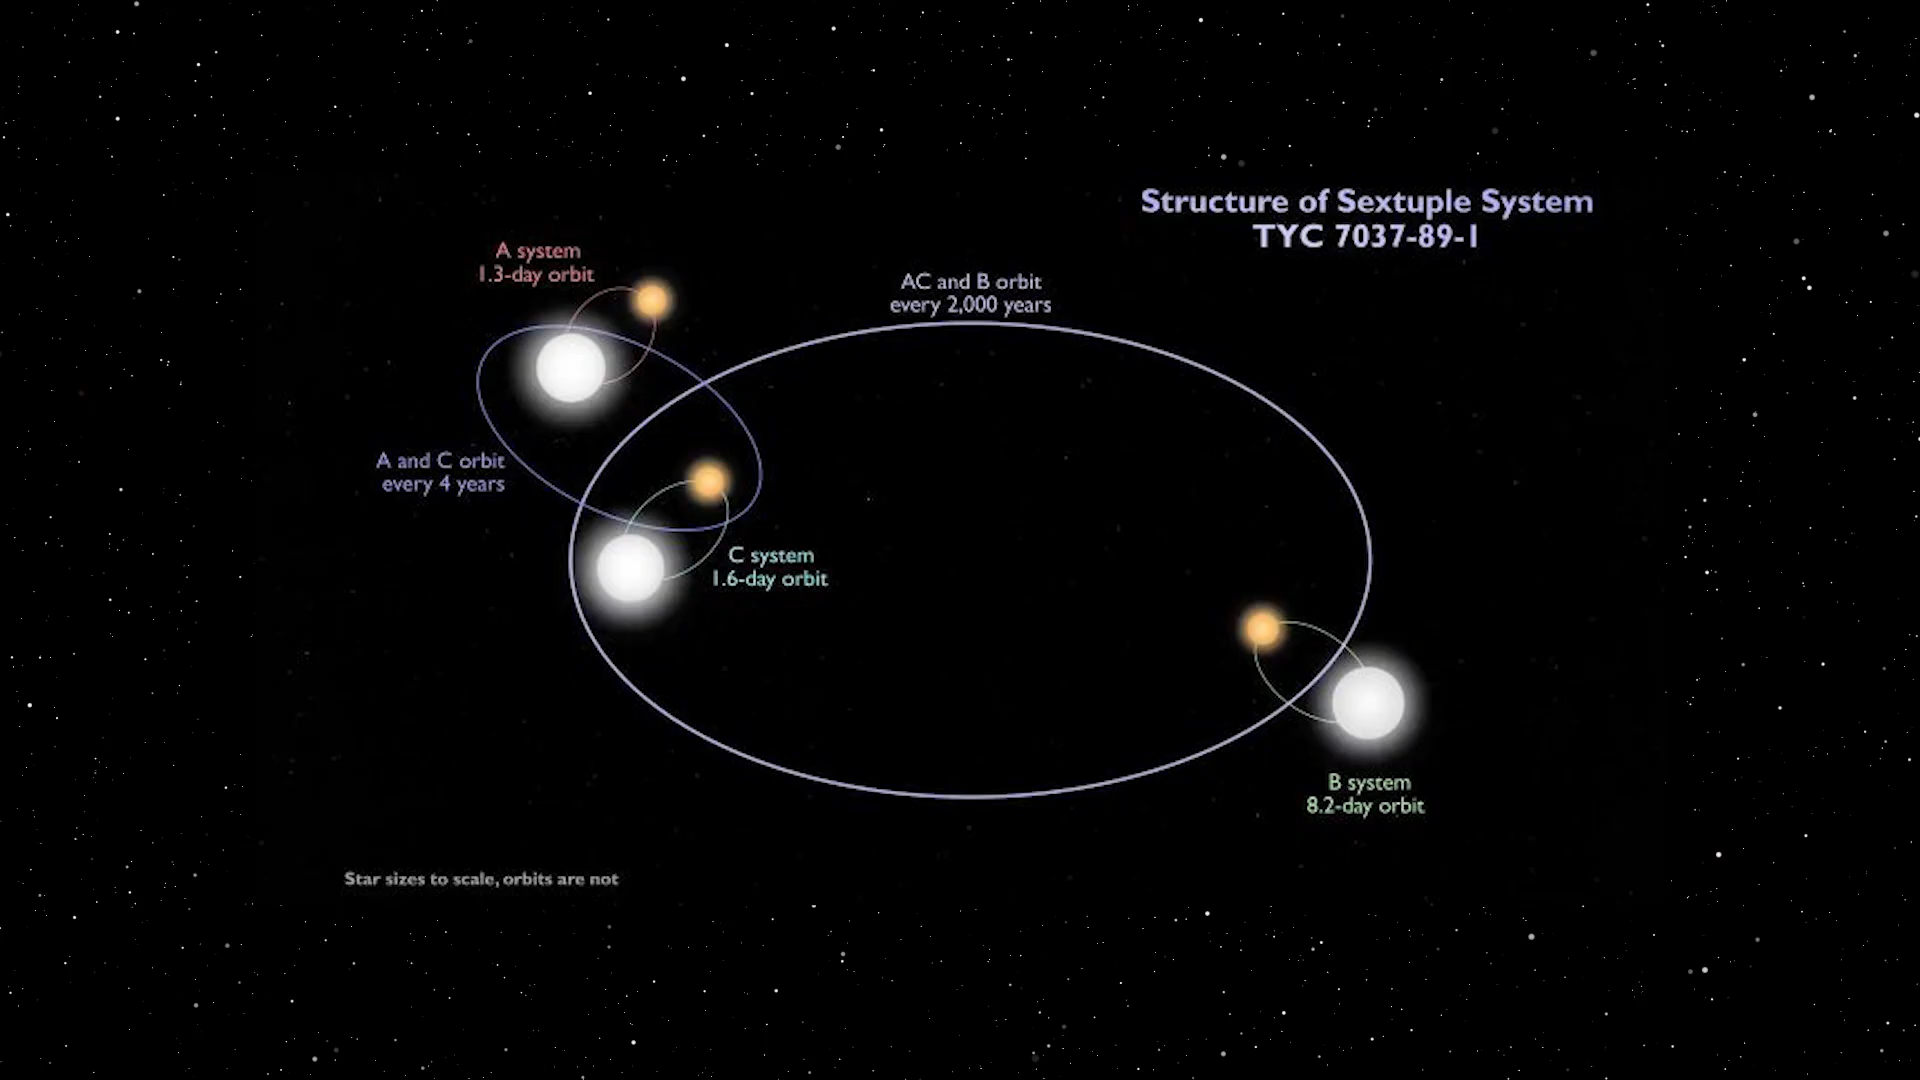 Structure of Sextuple System
TYC 7037-89-1
A system
1.3-day orbit
AC and B orbit
every 2,000 years
A and C orbit
every 4 years
C system
1.6-day orbit
B system
8.2-day orbit
Star sizes to scale, orbits are not